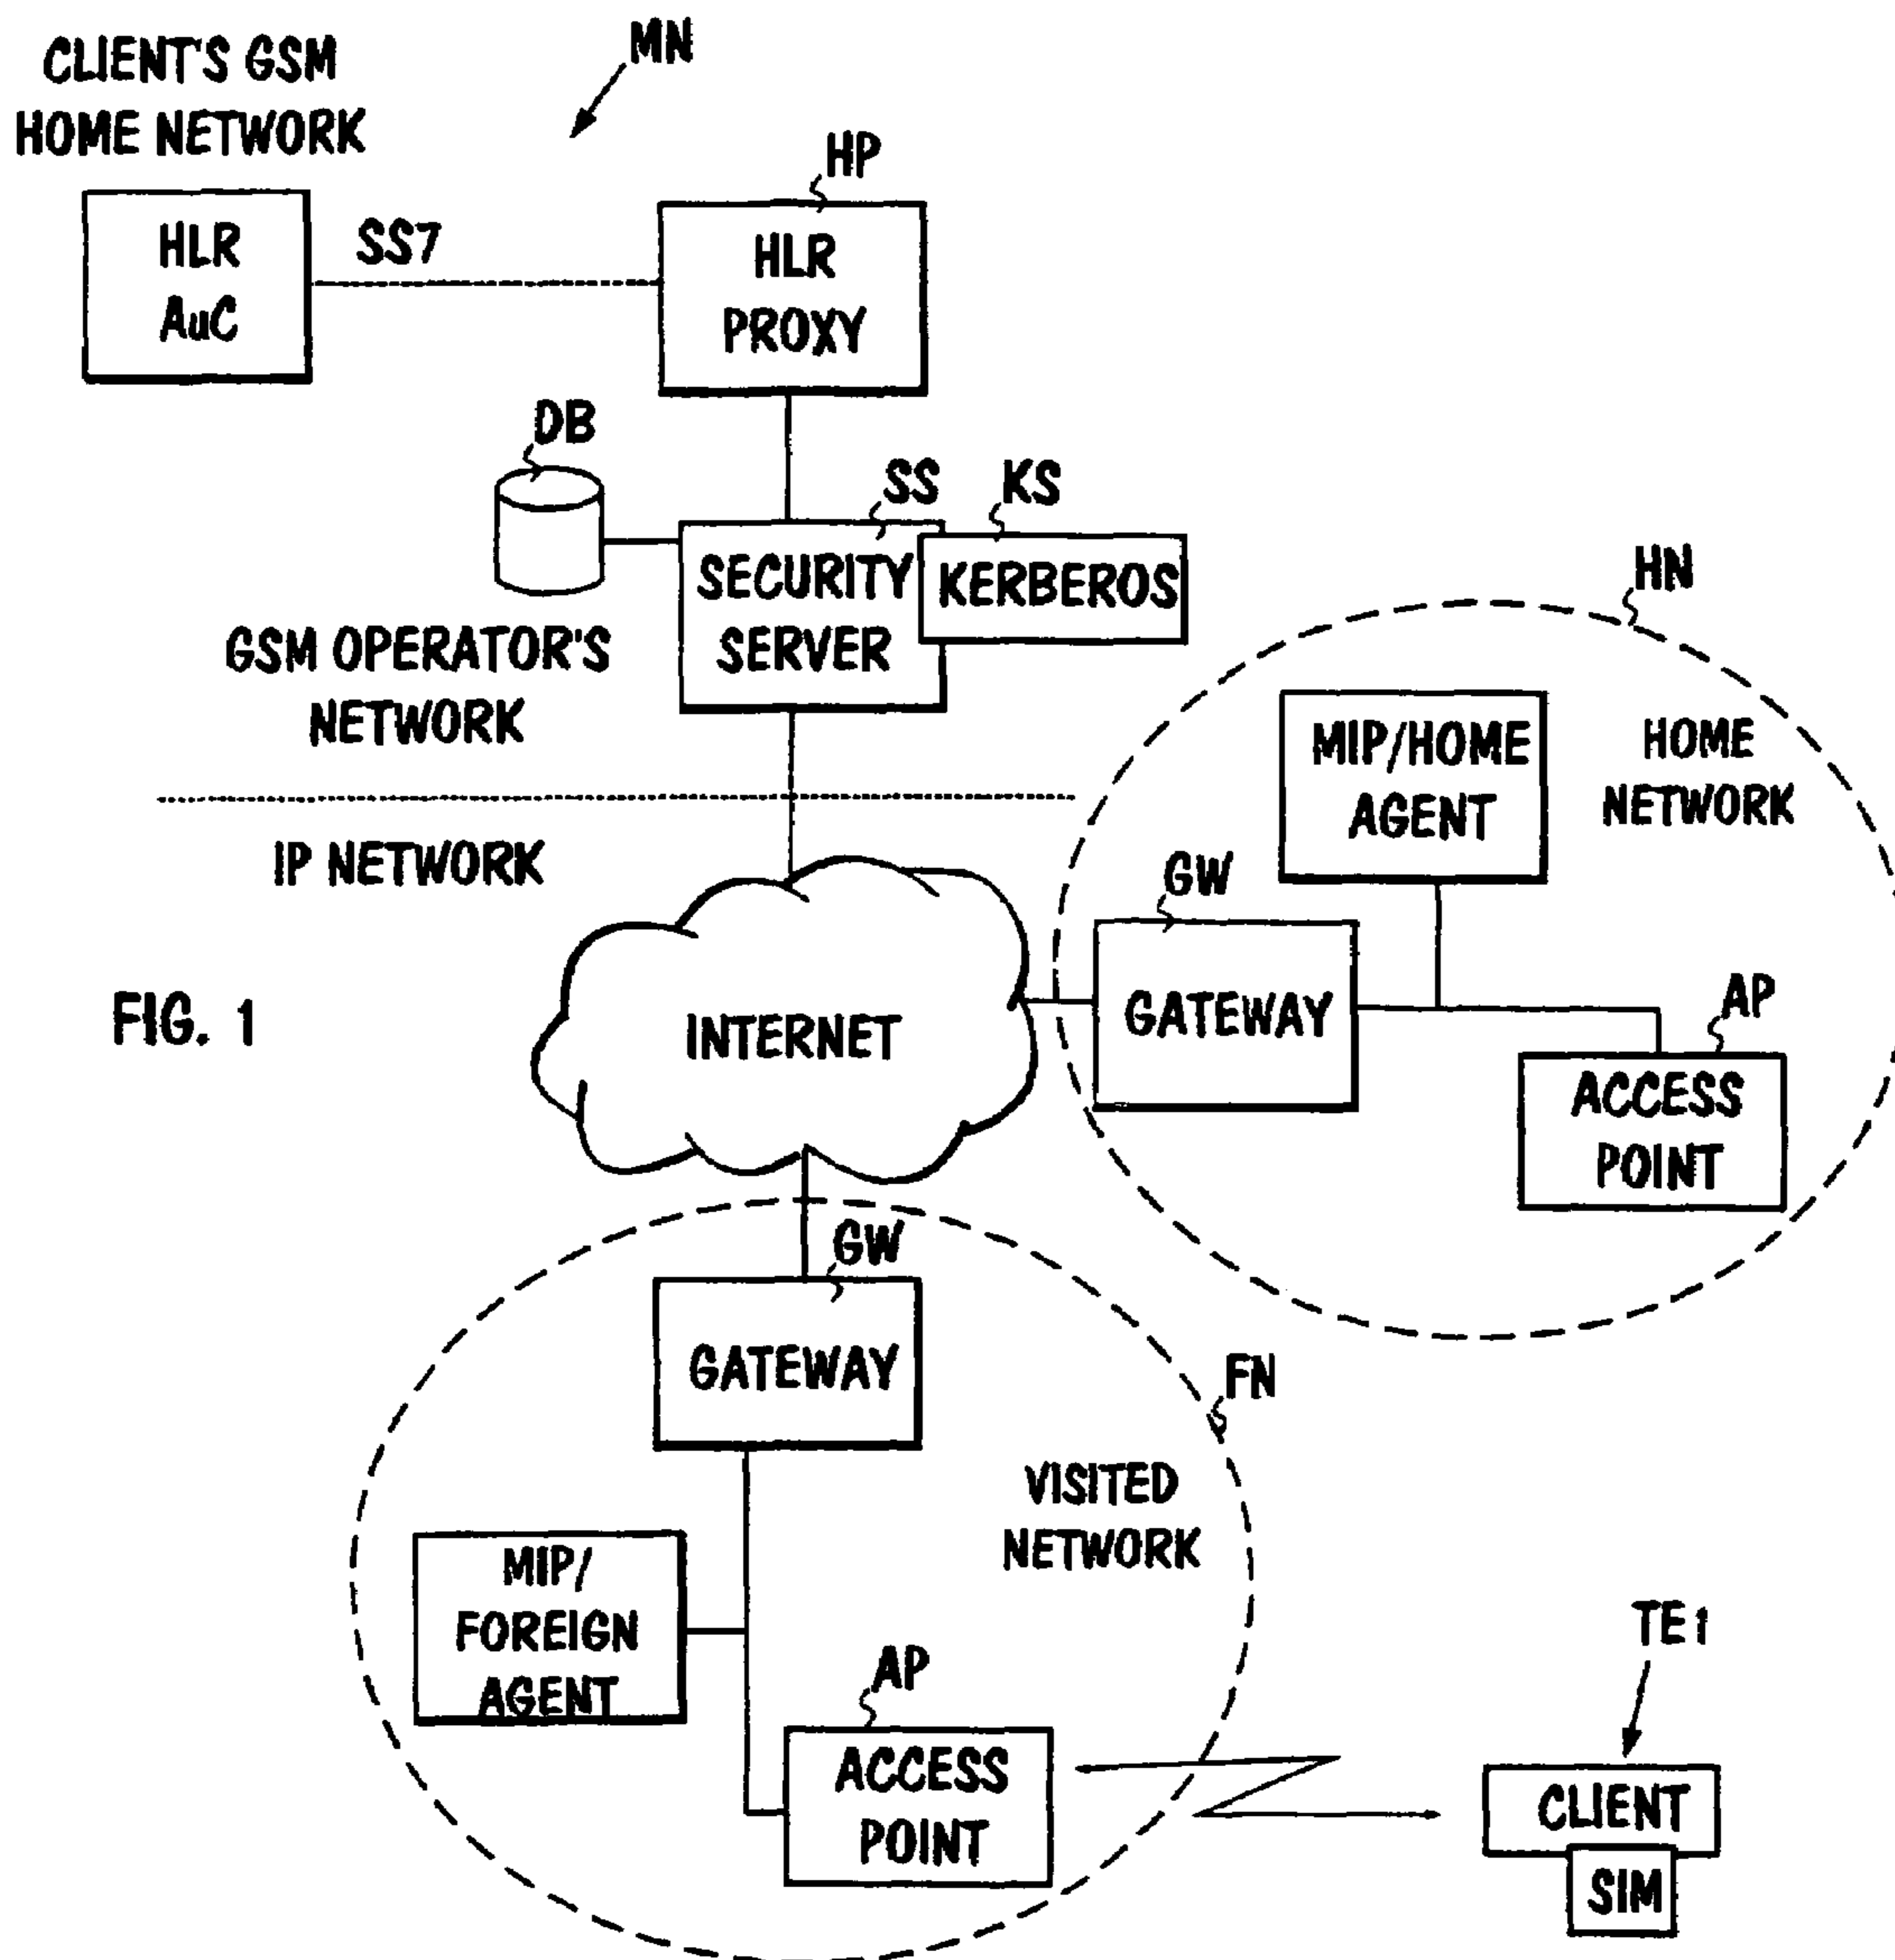 CLIENT'S GSM
HOME NETWORK
MN
HP
HLR
AuC
SS7
HLR
PROXY
DB
SS
KS
SECURITY
SERVER
KERBEROS
GSM OPERATOR'S
NETWORK
HN
MIP/HOME
AGENT
HOME
NETWORK
IP NETWORK
GW
GATEWAY
AP
ACCESS
POINT
FIG. 1
INTERNET
GW
GATEWAY
FN
VISITED
NETWORK
MIP/
FOREIGN
AGENT
AP
ACCESS
POINT
TE1
CLIENT
SIM